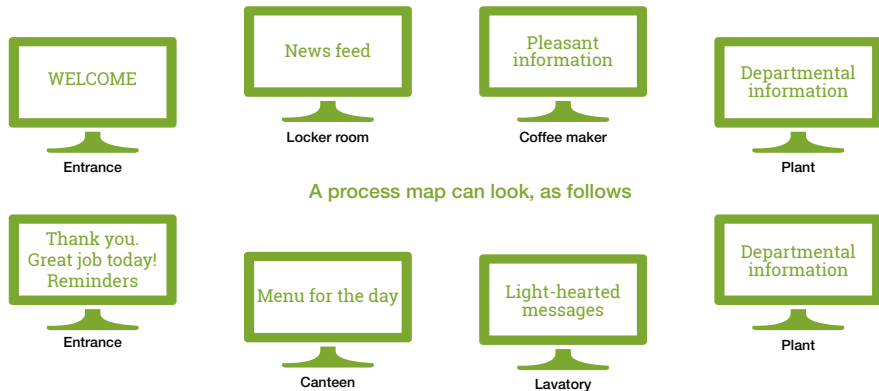 WELCOME
Entrance
News feed
Locker room
Pleasant
information
Coffee maker
Departmental
information
Plant
A process map can look, as follows
Thank you.
Great job today!
Reminders
Entrance
Menu for the day
Canteen
Light-hearted
messages
Lavatory
Departmental
information
Plant